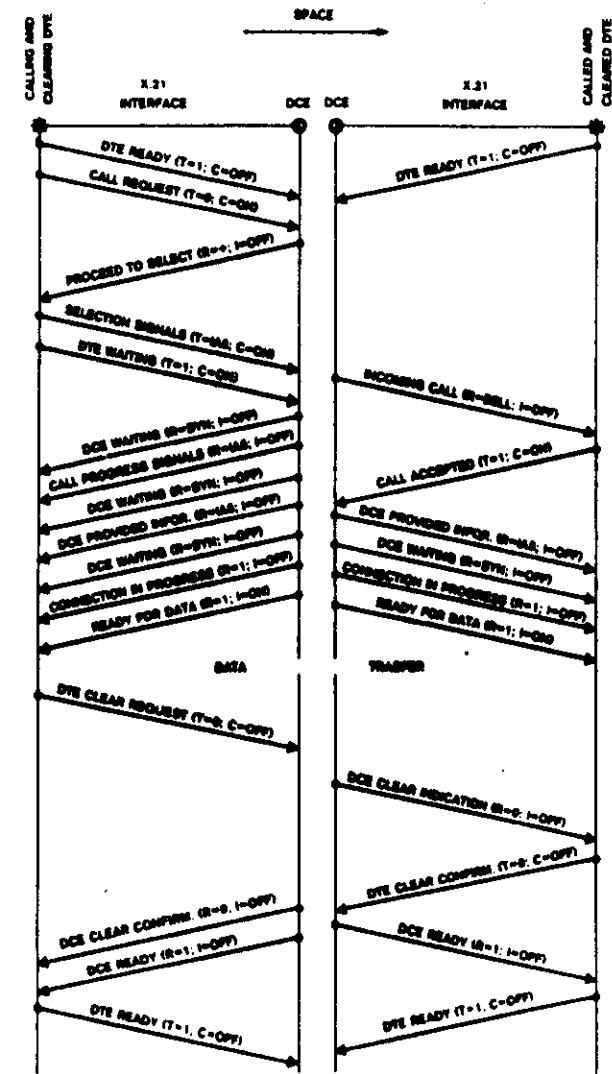 SPACE
CALLING AND
CLEARING DTE
CALLED AND
CLEARED DTE
X.21
INTERFACE
DCE DCE
X.21
INTERFACE
DTE READY (T=1; C=OFF)
DTE READY (T=1; C=OFF)
CALL REQUEST (T=0; C=ON)
PROCEED TO SELECT (R=+; I=OFF)
SELECTION SIGNALS (T=IA5; C=ON)
DTE WAITING (T=1; C=ON)
INCOMING CALL (R=BELL; I=OFF)
DCE WAITING (R=SYN; I=OFF)
CALL PROGRESS SIGNALS (R=IA5; I=OFF)
CALL ACCEPTED (T=1; C=ON)
DCE WAITING (R=SYN; I=OFF)
DCE PROVIDED INFOR. (R=IA5; I=OFF)
DCE PROVIDED INFOR. (R=IA5; I=OFF)
DCE WAITING (R=SYN; I=OFF)
DCE WAITING (R=SYN; I=OFF)
CONNECTION IN PROGRESS (R=1; I=OFF)
CONNECTION IN PROGRESS (R=1; I=OFF)
READY FOR DATA (R=1; I=ON)
READY FOR DATA (R=1; I=ON)
DATA TRASFER
DTE CLEAR REQUEST (T=0; C=OFF)
DCE CLEAR INDICATION (R=0; I=OFF)
DTE CLEAR CONFIRM. (T=0; C=OFF)
DCE CLEAR CONFIRM. (R=0; I=OFF)
DCE READY (R=1; I=OFF)
DCE READY (R=1; I=OFF)
DTE READY (T=1, C=OFF)
DTE READY (T=1, C=OFF)